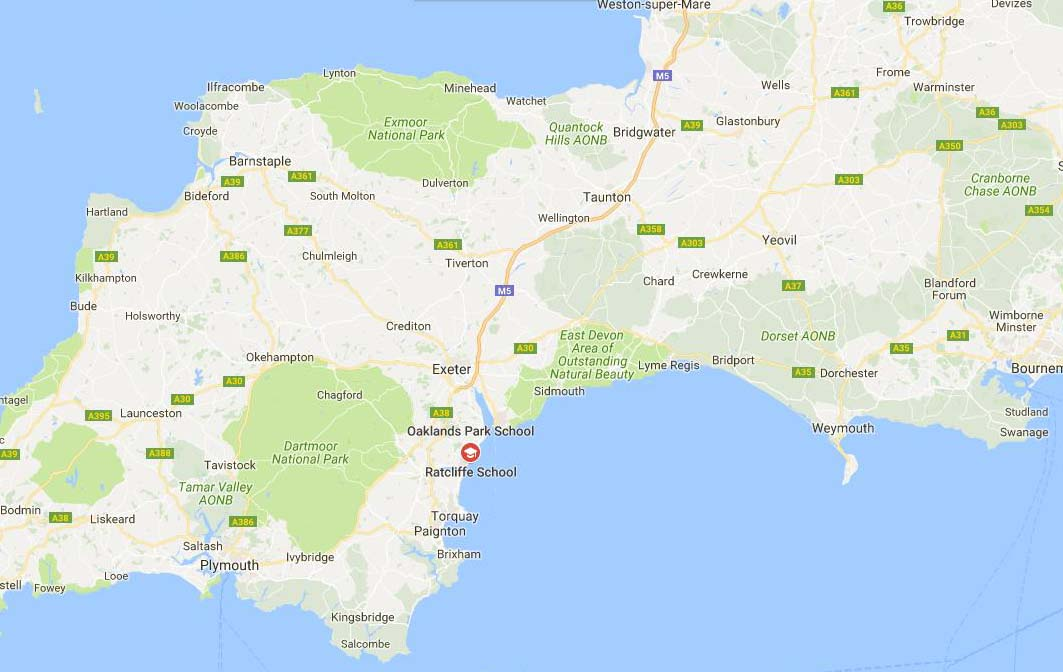 Weston-super-Mare
A36
Devizes
Trowbridge
Lynton
M5
Frome
Ilfracombe
Minehead
Wells
A361
Warminster
Woolacombe
Watchet
A36
Croyde
Exmoor
National Park
Quantock
Hills AONB
Bridgwater
A39
Glastonbury
A303
A350
Barnstaple
A361
A39
Dulverton
A303
Cranborne
Chase AONB
Bideford
South Molton
Taunton
A354
Hartland
Wellington
A377
A358
A303
Yeovil
A39
A386
Chulmleigh
A361
Tiverton
Kilkhampton
Chard
Crewkerne
A37
Blandford
Forum
M5
Bude
Holsworthy
Crediton
Wimborne
Minster
East Devon
Area of
Outstanding
Natural Beauty
Dorset AONB
A31
A30
A35
Okehampton
Exeter
Lyme Regis
Bridport
A35
Dorchester
Bournem
A30
Chagford
Sidmouth
ntagel
A30
A395
Launceston
A38
Studland
Weymouth
Swanage
Oaklands Park School
c
A39
A388
Dartmoor
National Park
Tavistock
Ratcliffe School
Tamar Valley
AONB
Bodmin
A38
Liskeard
A386
Torquay
Paignton
Saltash
Ivybridge
Brixham
Plymouth
Looe
stell
Fowey
Kingsbridge
Salcombe
S